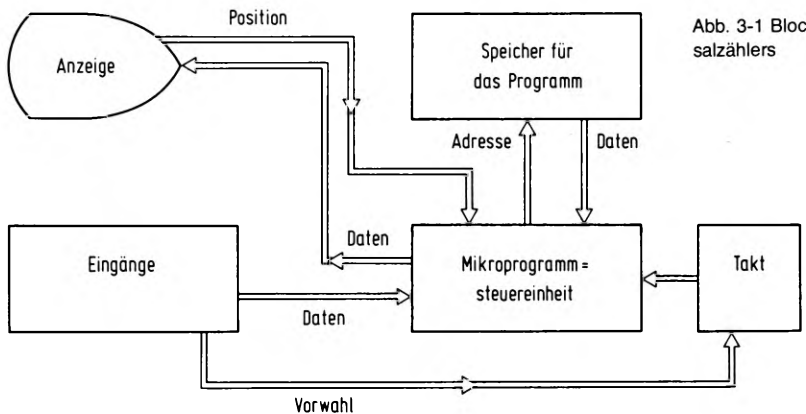 Position
Anzeige
Speicher für
das Programm
Abb. 3-1
salzählers
Adresse
Daten
Daten
Eingänge
Mikroprogramm=
steuereinheit
Takt
Daten
Vorwahl